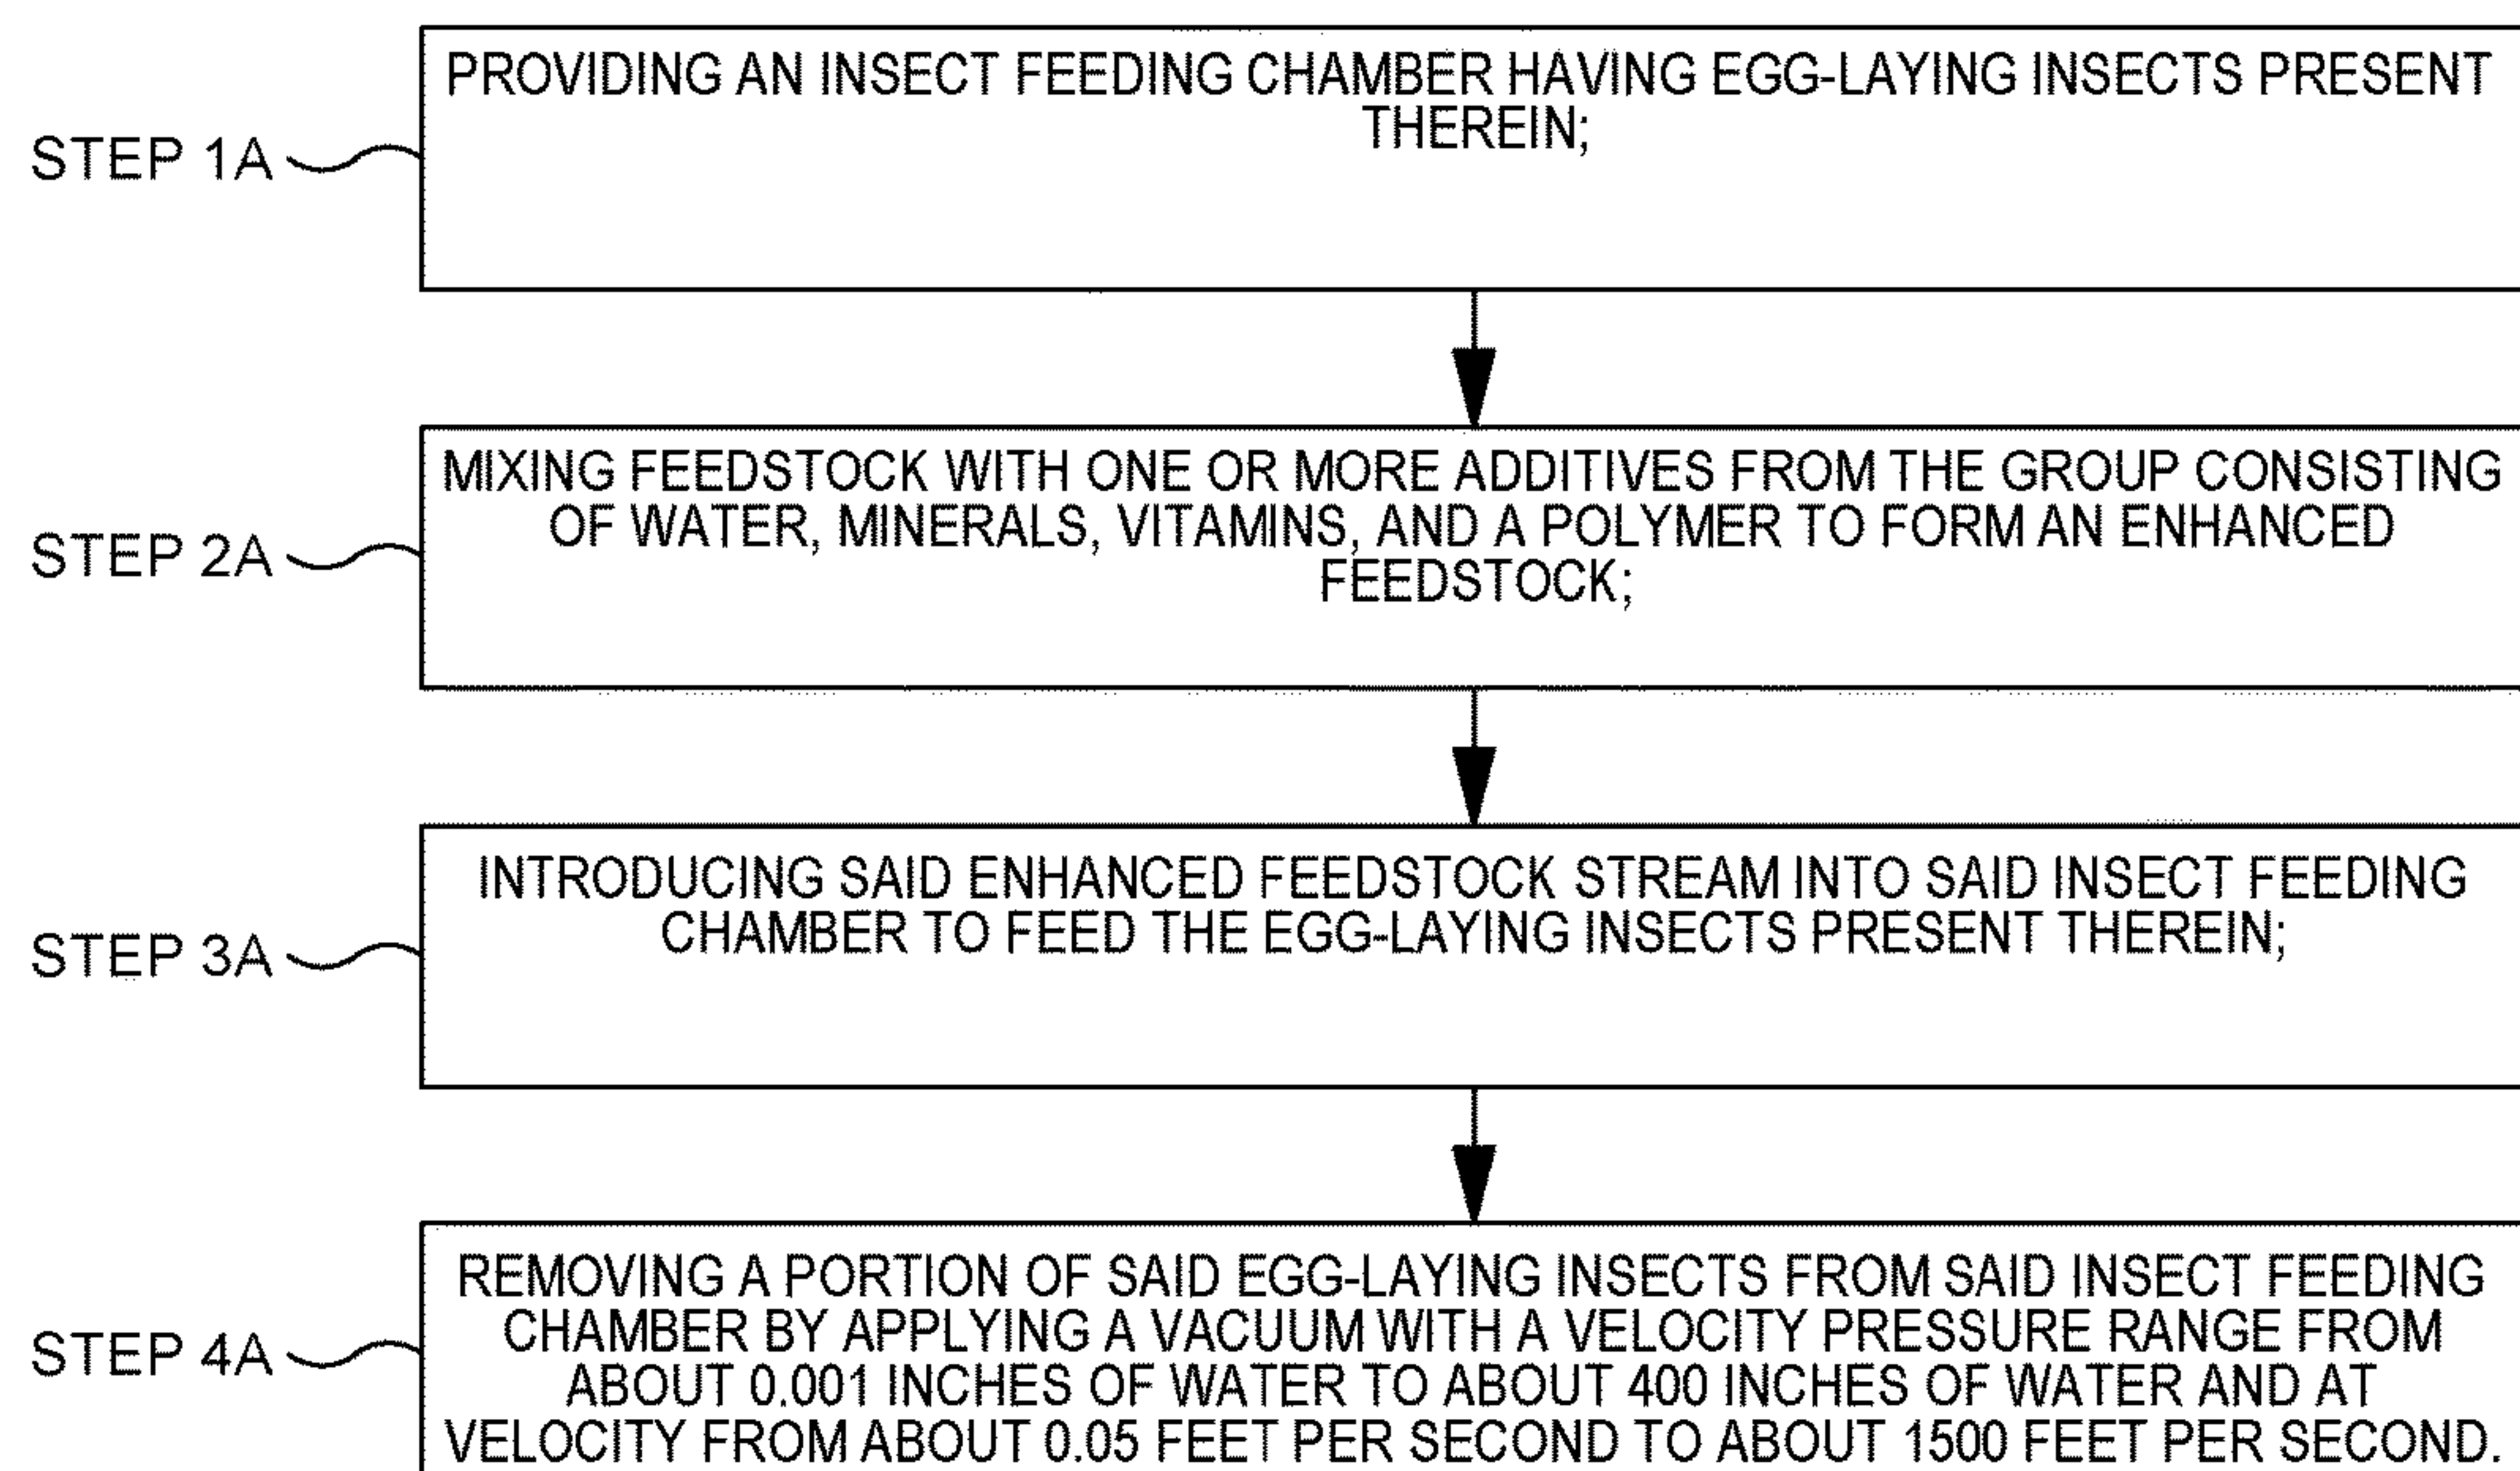 PROVIDING AN INSECT FEEDING CHAMBER HAVING EGG-LAYING INSECTS PRESENT
THEREIN;
STEP 1A
MIXING FEEDSTOCK WITH ONE OR MORE ADDITIVES FROM THE GROUP CONSISTING
OF WATER, MINERALS, VITAMINS, AND A POLYMER TO FORM AN ENHANCED
FEEDSTOCK;
STEP 2A
INTRODUCING SAID ENHANCED FEEDSTOCK STREAM INTO SAID INSECT FEEDING
CHAMBER TO FEED THE EGG-LAYING INSECTS PRESENT THEREIN;
STEP 3A
REMOVING A PORTION OF SAID EGG-LAYING INSECTS FROM SAID INSECT FEEDING
CHAMBER BY APPLYING A VACUUM WITH A VELOCITY PRESSURE RANGE FROM
ABOUT 0.001 INCHES OF WATER TO ABOUT 400 INCHES OF WATER AND AT
VELOCITY FROM ABOUT 0.05 FEET PER SECOND TO ABOUT 1500 FEET PER SECOND.
STEP 4A